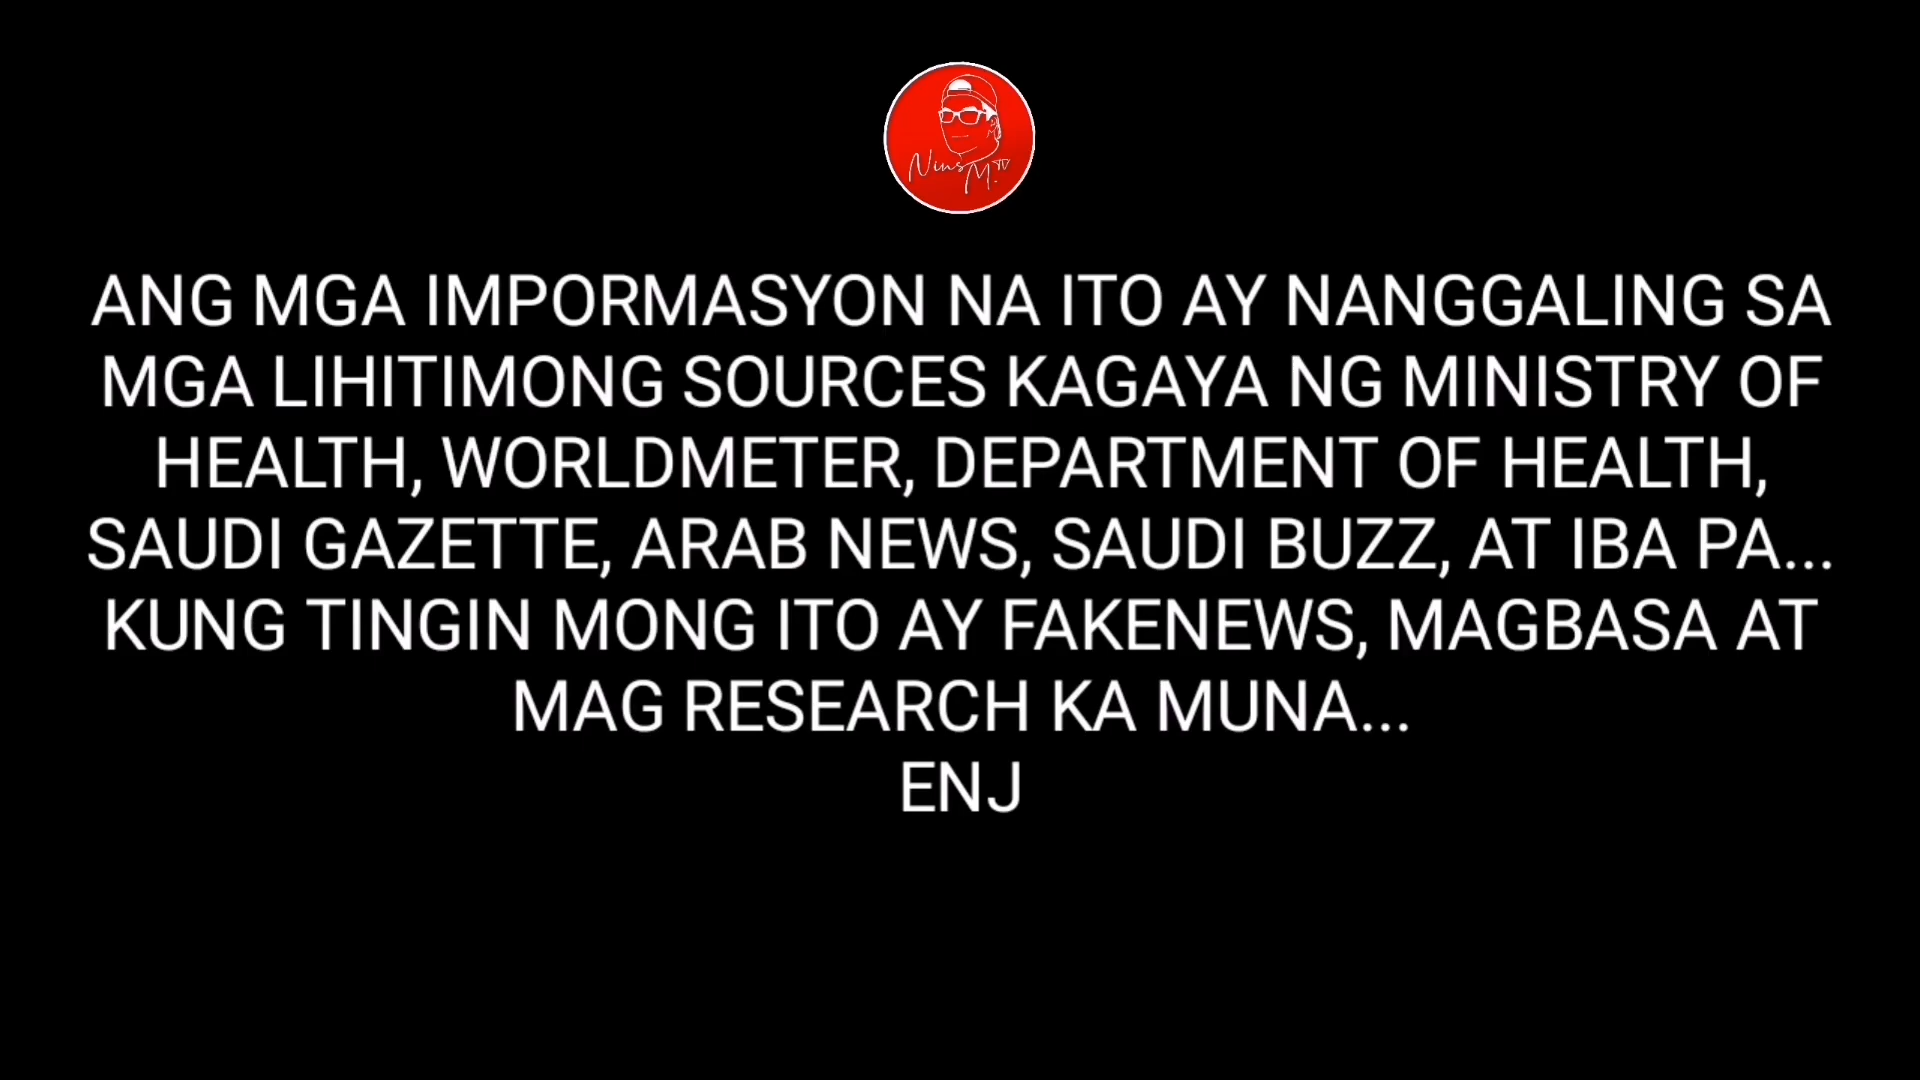 Nins
M.TV
ANG MGA IMPORMASYON NA ITO AY NANGGALING SA
MGA LIHITIMONG SOURCES KAGAYA NG MINISTRY OF
HEALTH, WORLDMETER, DEPARTMENT OF HEALTH,
SAUDI GAZETTE, ARAB NEWS, SAUDI BUZZ, AT IBA PA...
KUNG TINGIN MONG ITO AY FAKENEWS, MAGBASA AT
MAG RESEARCH KA MUNA...
ENJ